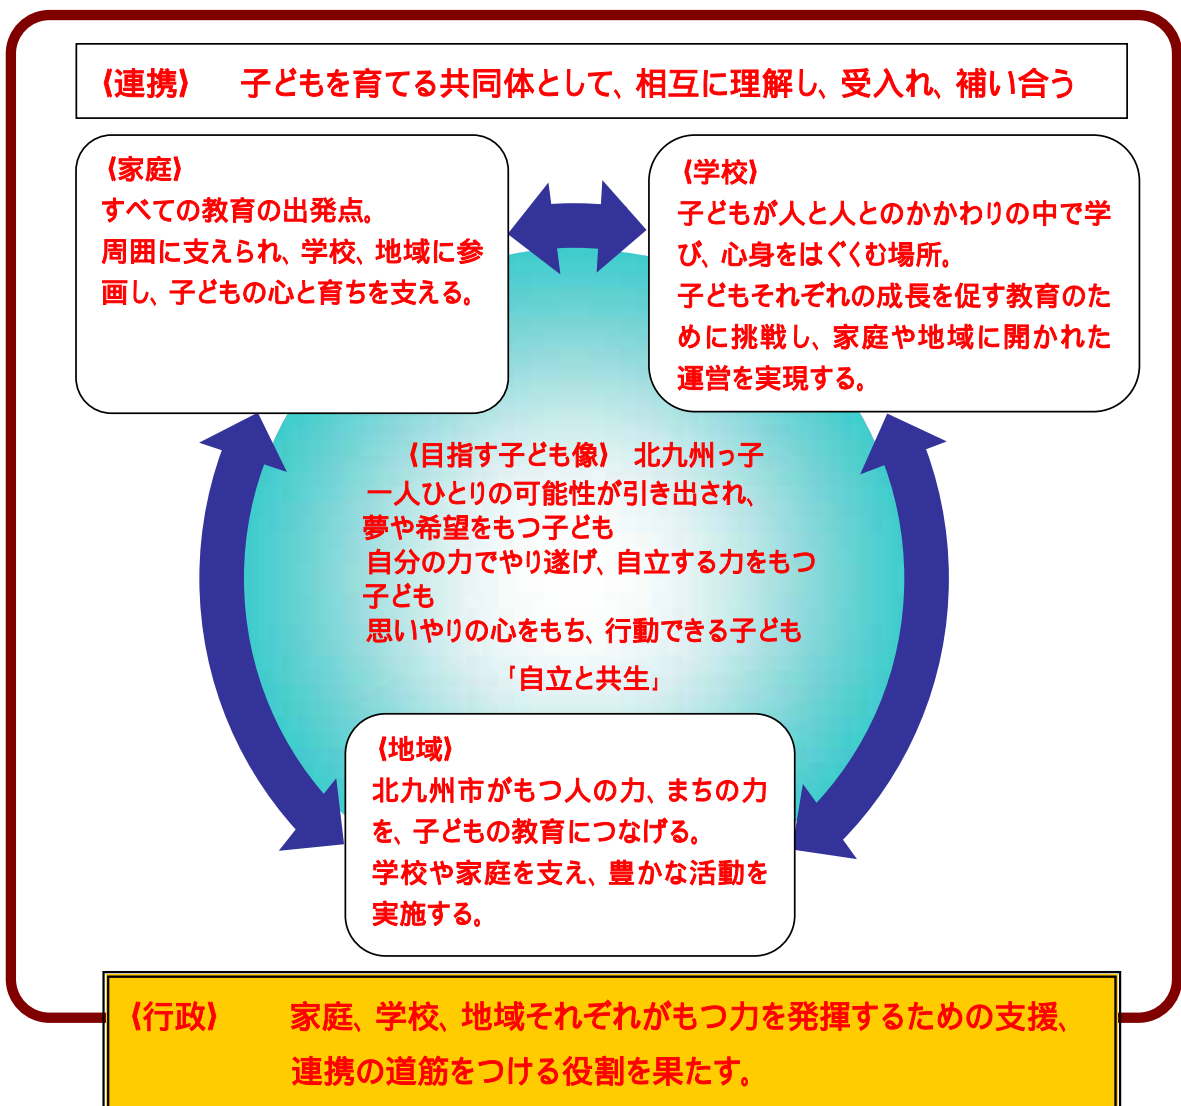 《連携》　子どもを育てる共同体として、相互に理解し、受入れ、補い合う
《家庭》
すべての教育の出発点。
周囲に支えられ、学校、地域に参
画し、子どもの心と育ちを支える。
《学校》
子どもが人と人とのかかわりの中で学
び、心身をはぐくむ場所。
子どもそれぞれの成長を促す教育のた
めに挑戦し、家庭や地域に開かれた
運営を実現する。
《目指す子ども像》　北九州っ子
一人ひとりの可能性が引き出され、
夢や希望をもつ子ども
自分の力でやり遂げ、自立する力をもつ
子ども
思いやりの心をもち、行動できる子ども
「自立と共生」
《地域》
北九州市がもつ人の力、まちの力
を、子どもの教育につなげる。
学校や家庭を支え、豊かな活動を
実施する。
《行政》　家庭、学校、地域それぞれがもつ力を発揮するための支援、
連携の道筋をつける役割を果たす。